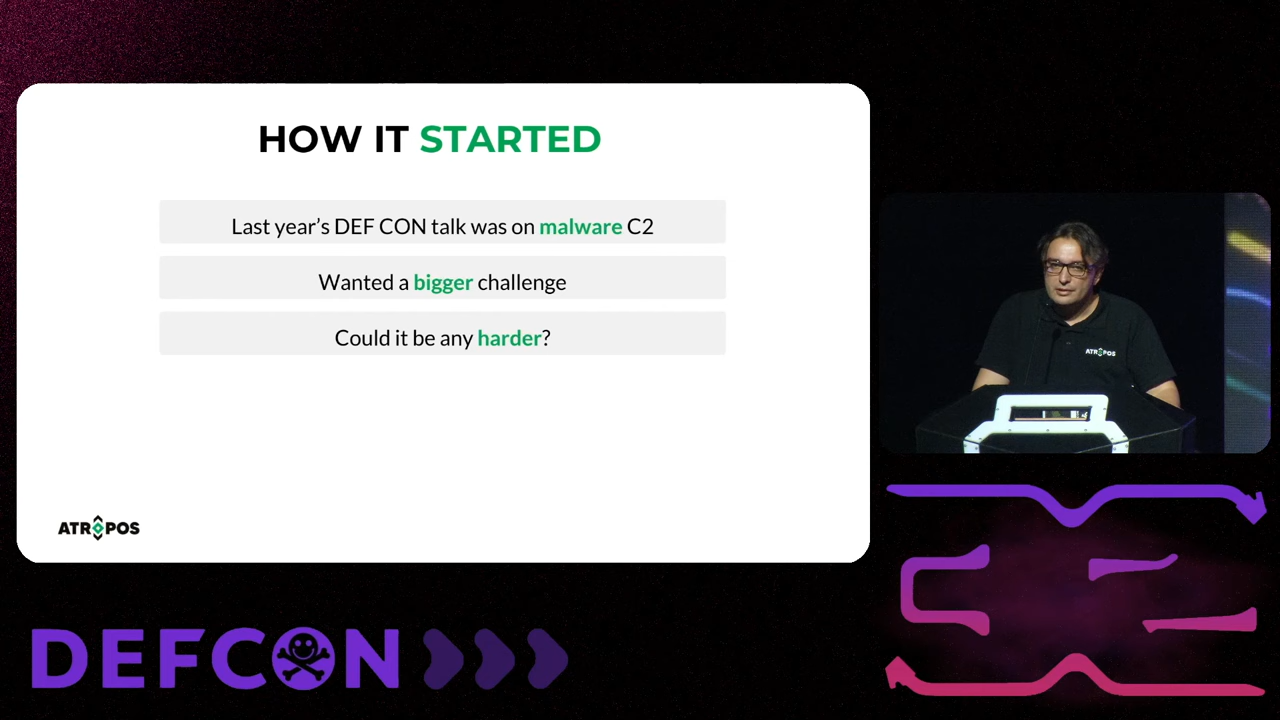 HOW IT STARTED
Last year's DEF CON talk was on malware C2
Wanted a bigger challenge
Could it be any harder?
ATROPOS
ATROPOS
DEFCON